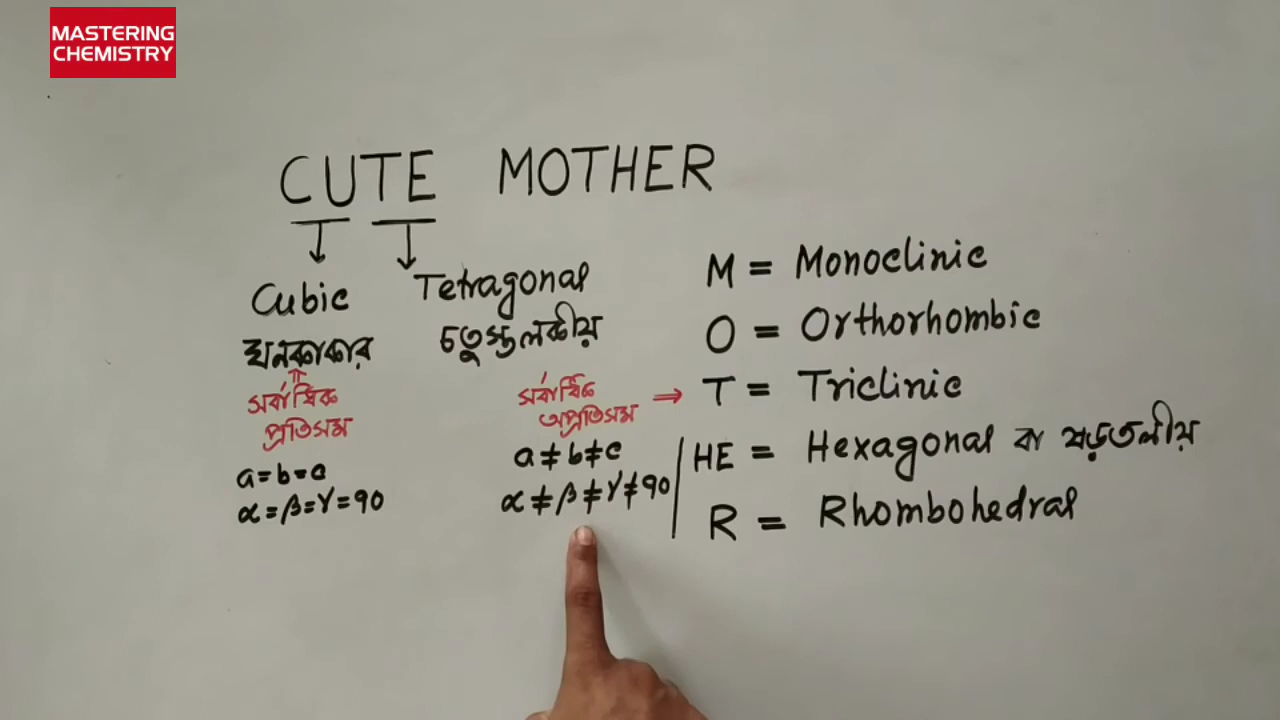 MASTERING
CHEMISTRY
CUTE MOTHER
Cubic
ঘনকাকার
সর্বাধিক
প্রতিসম
a=b=c
α=β=γ=90
Tetragonal
চতুস্তলকীয়
সর্বাধিক
অপ্রতিসম →
a≠b≠c
α≠β≠γ≠90
M = Monoclinic
O = Orthorhombic
T = Triclinic
HE = Hexagonal বা ষড়তলীয়
R = Rhombohedral